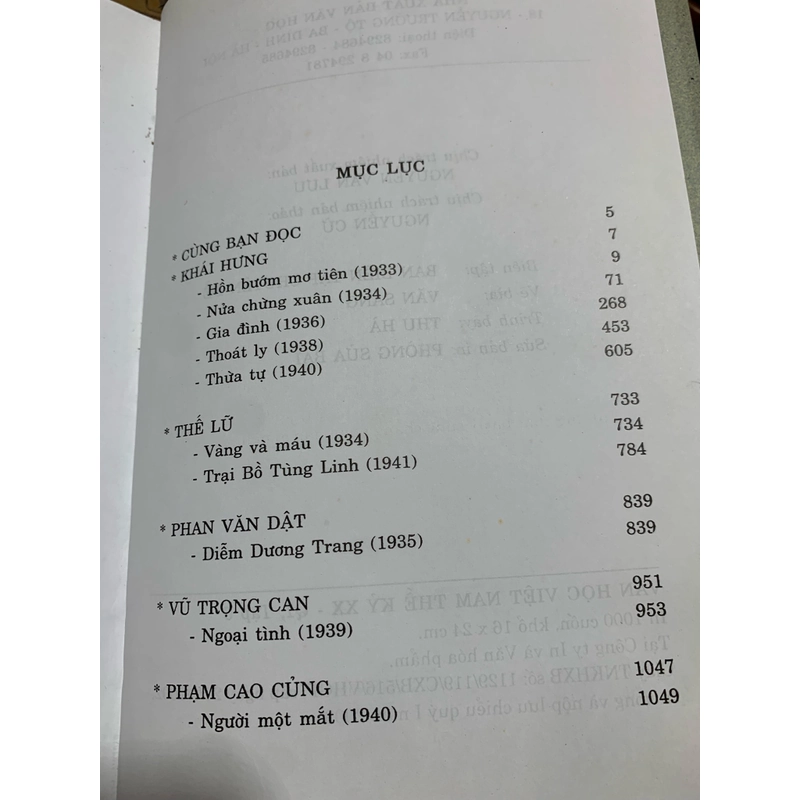 MỤC LỤC
* CÙNG BẠN ĐỌC 5
* KHÁI HƯNG 7
- Hồn bướm mơ tiên (1933) 9
- Nửa chừng xuân (1934) 71
- Gia đình (1936) 268
- Thoát ly (1938) 453
- Thừa tự (1940) 605
* THẾ LỮ 733
- Vàng và máu (1934) 734
- Trại Bồ Tùng Linh (1941) 784
* PHAN VĂN DẬT 839
- Diễm Dương Trang (1935) 839
* VŨ TRỌNG CAN 951
- Ngoại tình (1939) 953
* PHẠM CAO CỦNG 1047
- Người một mắt (1940) 1049